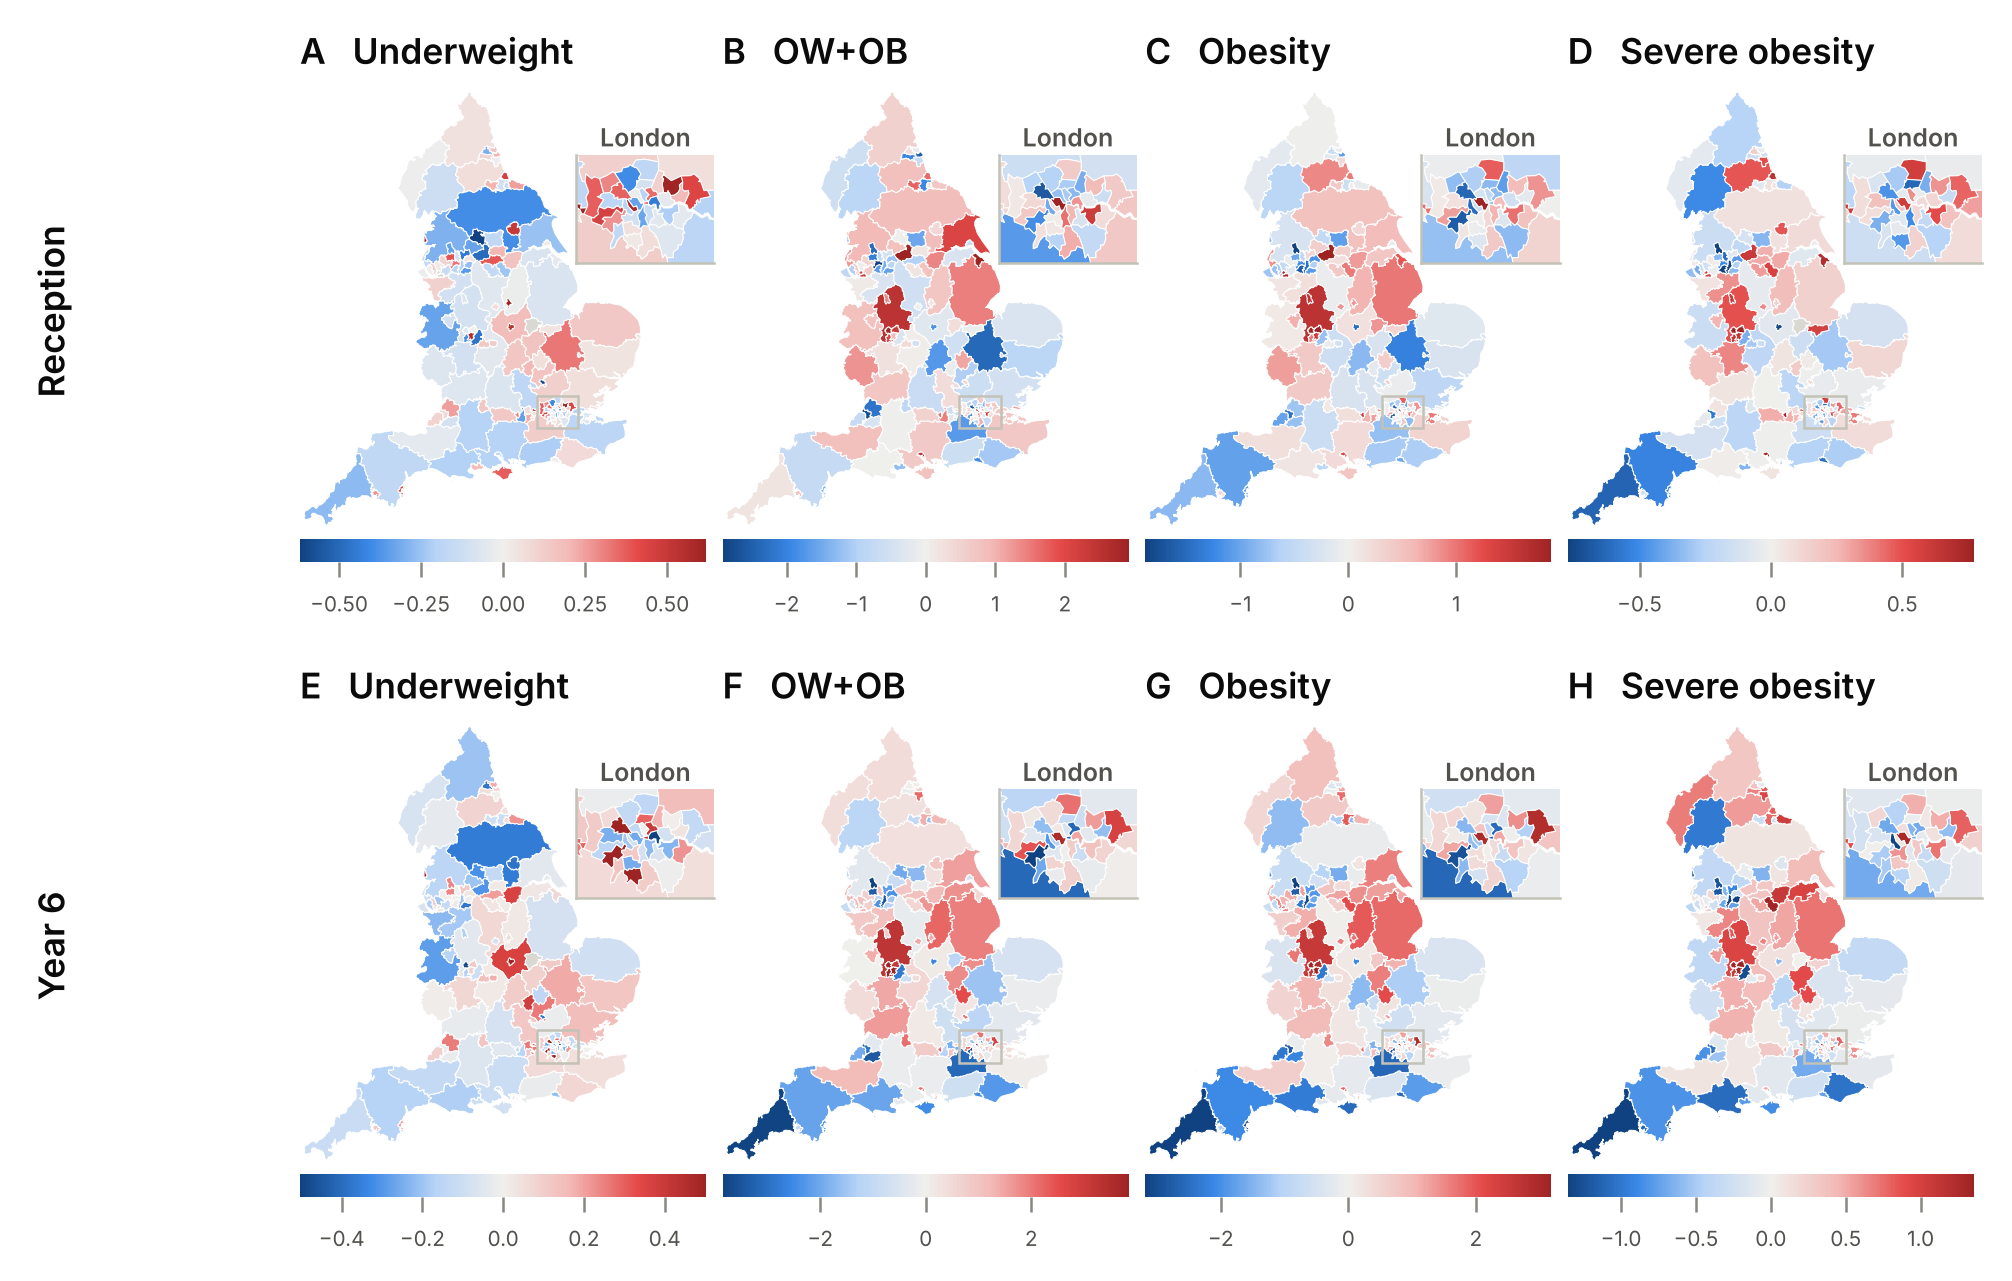 A Underweight
B OW+OB
C Obesity
D Severe obesity
London
London
London
London
Reception
−0.50 −0.25 0.00 0.25 0.50
−2 −1 0 1 2
−1 0 1
−0.5 0.0 0.5
E Underweight
F OW+OB
G Obesity
H Severe obesity
London
London
London
London
Year 6
−0.4 −0.2 0.0 0.2 0.4
−2 0 2
−2 0 2
−1.0 −0.5 0.0 0.5 1.0